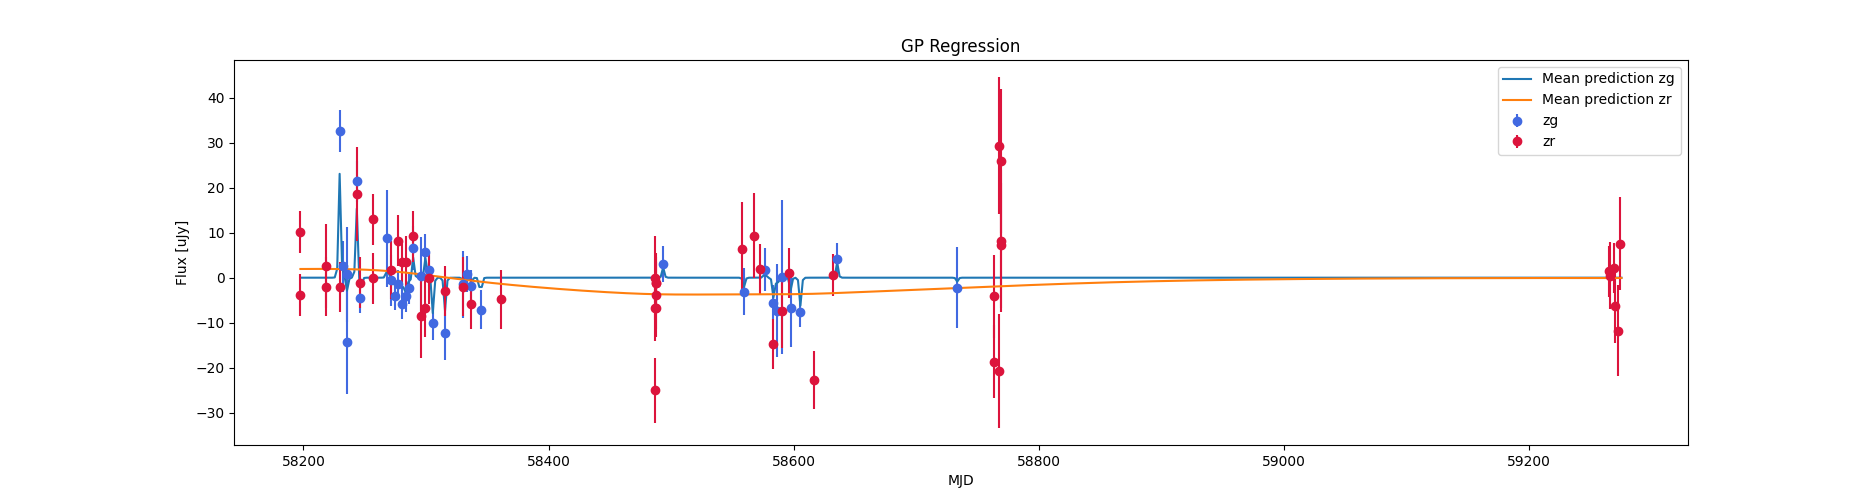 GP Regression
Flux [uJy]
40
30
20
10
0
−10
−20
−30
58200
58400
58600
58800
59000
59200
MJD
Mean prediction zg
Mean prediction zr
zg
zr